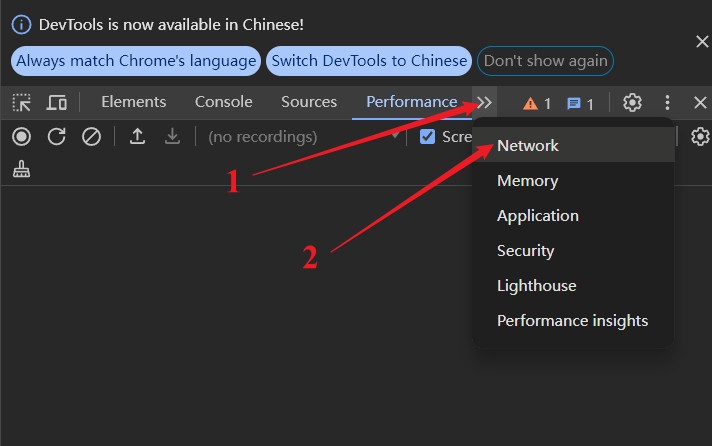 DevTools is now available in Chinese!
Always match Chrome's language Switch DevTools to Chinese Don't show again
Elements Console Sources Performance 1 1
(no recordings) Scre
1
2
Network
Memory
Application
Security
Lighthouse
Performance insights